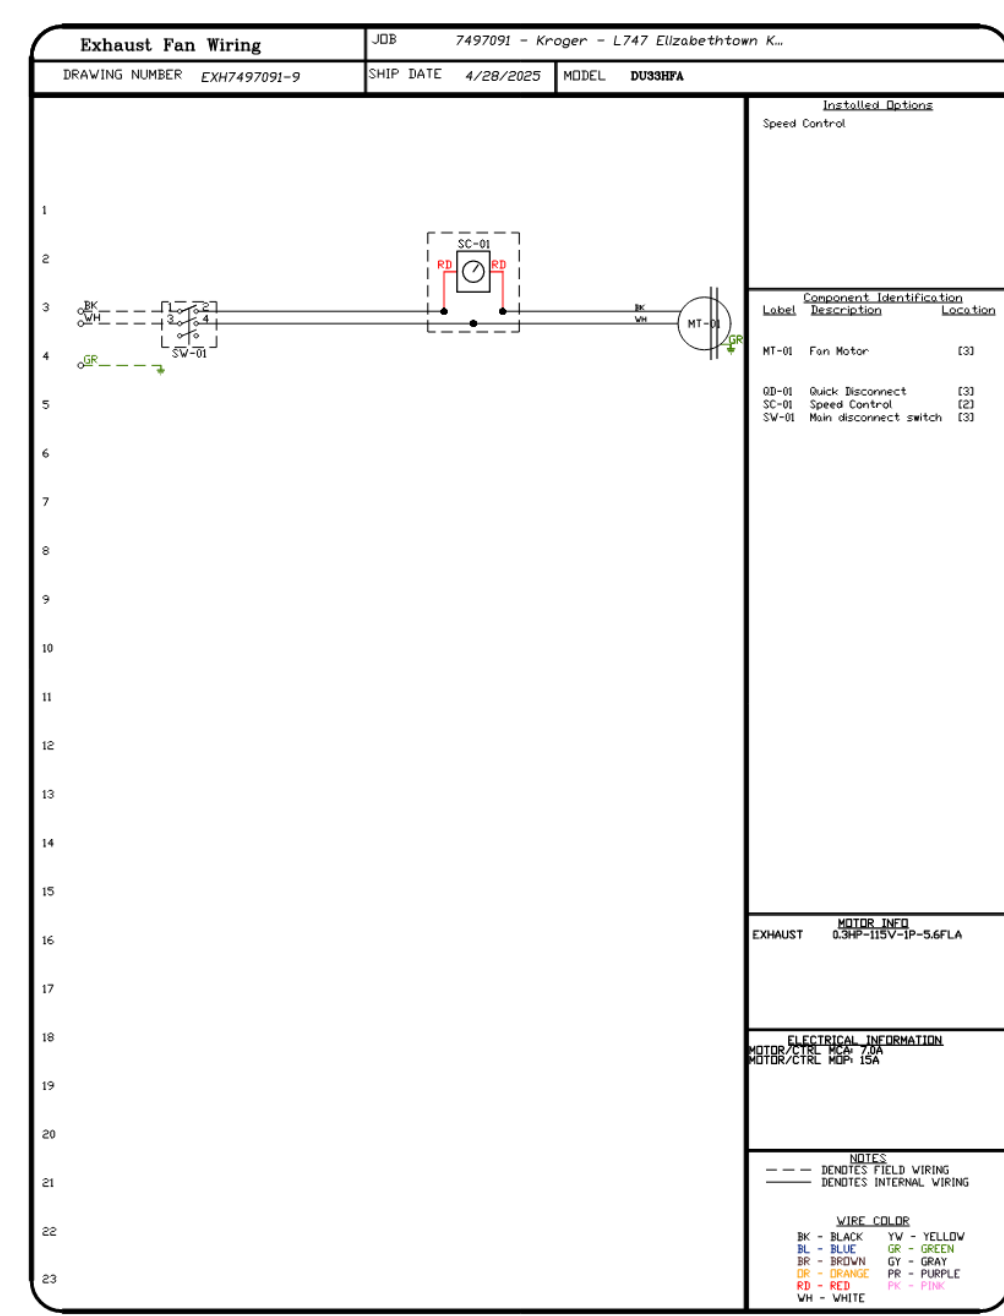 Exhaust Fan Wiring
JOB 7497091 - Kroger - L747 Elizabethtown K...
DRAWING NUMBER EXH7497091-9
SHIP DATE 4/28/2025
MODEL DU33HFA
Installed Options
Speed Control
1
2
SC-01
RD RD
3
BK
WH
1 2
3 4
BK
WH
MT-01
4
GR
SW-01
GR
5
6
7
8
9
10
11
12
13
14
15
16
17
18
19
20
21
22
23
Component Identification
Label Description Location
MT-01 Fan Motor [3]
QD-01 Quick Disconnect [3]
SC-01 Speed Control [2]
SW-01 Main disconnect switch [3]
MOTOR INFO
EXHAUST 0.3HP-115V-1P-5.6FLA
ELECTRICAL INFORMATION
MOTOR/CTRL MCA: 7.0A
MOTOR/CTRL MOP: 15A
NOTES
DENOTES FIELD WIRING
DENOTES INTERNAL WIRING
WIRE COLOR
BK - BLACK YW - YELLOW
BL - BLUE GR - GREEN
BR - BROWN GY - GRAY
OR - ORANGE PR - PURPLE
RD - RED PK - PINK
WH - WHITE